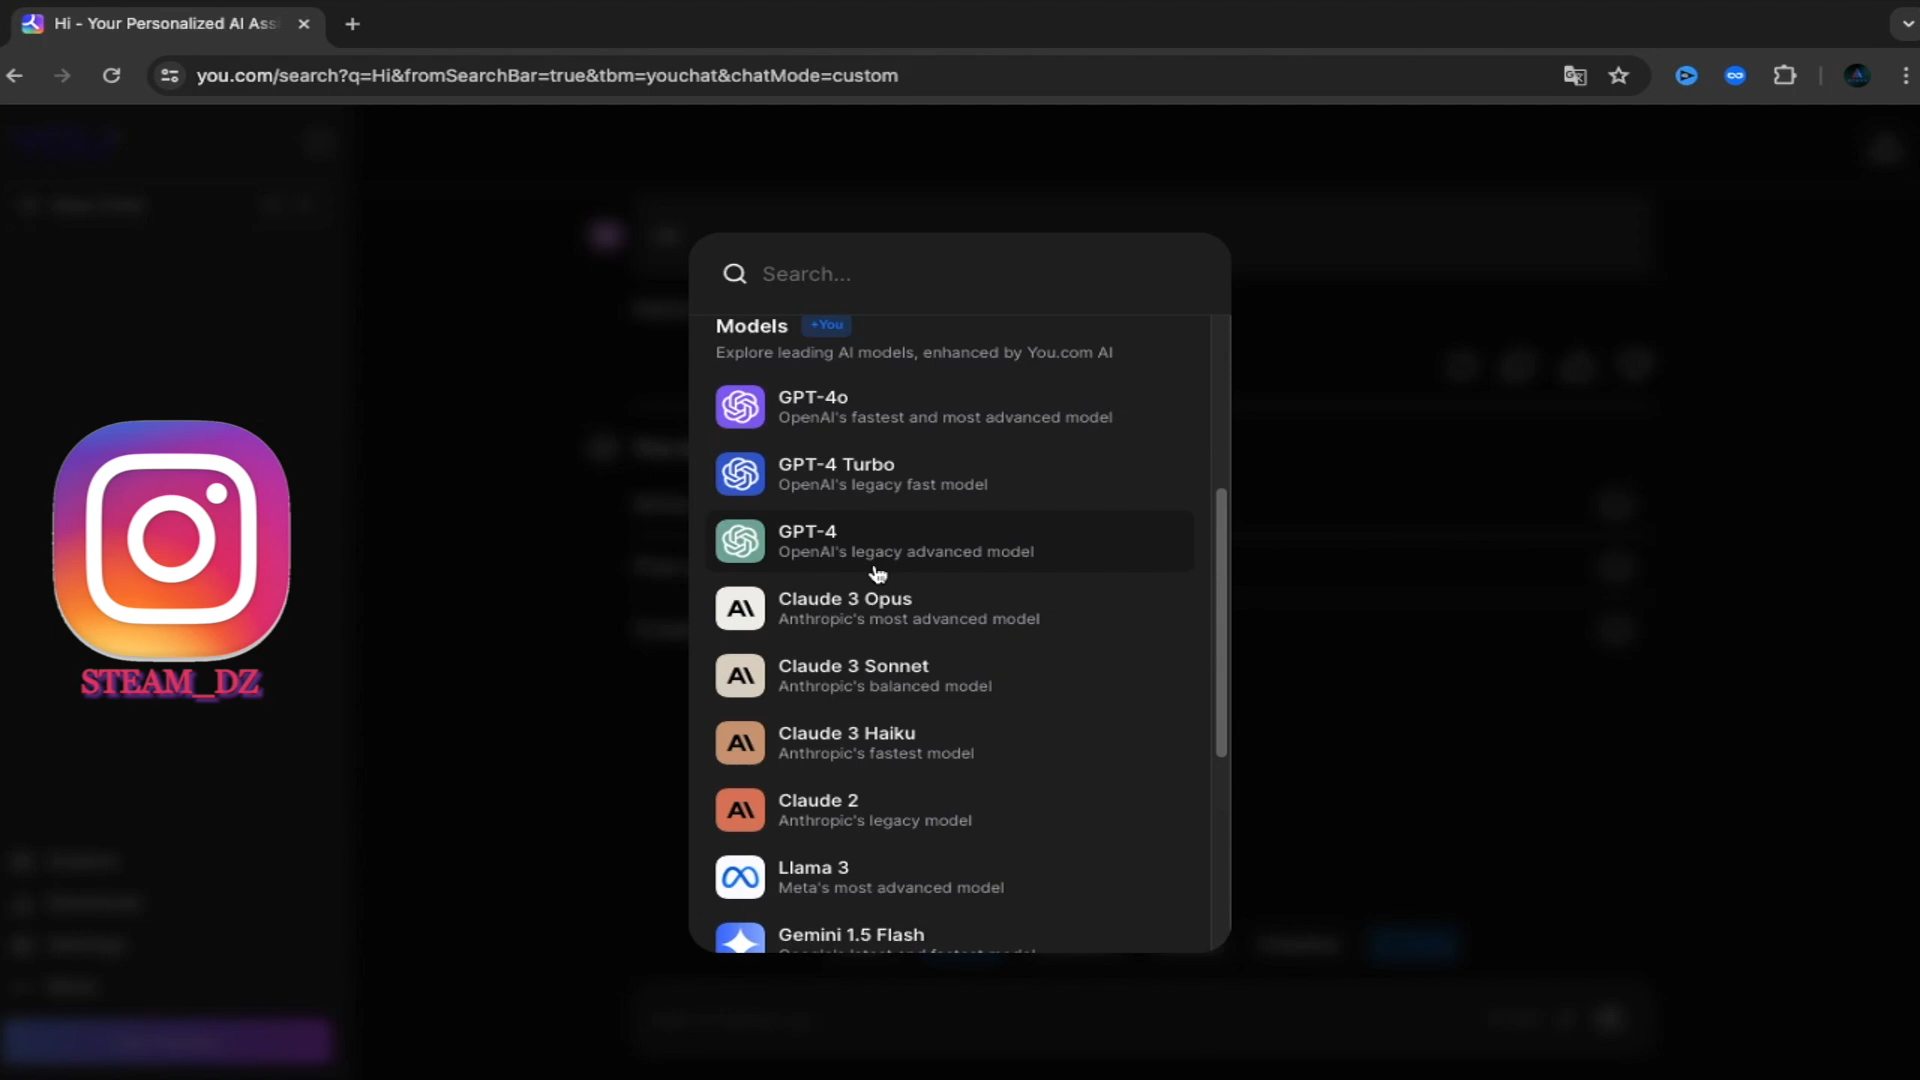 Hi - Your Personalized AI Ass
you.com/search?q=Hi&fromSearchBar=true&tbm=youchat&chatMode=custom
Search...
Models +You
Explore leading AI models, enhanced by You.com AI
GPT-4o
OpenAI's fastest and most advanced model
GPT-4 Turbo
OpenAI's legacy fast model
GPT-4
OpenAI's legacy advanced model
Claude 3 Opus
Anthropic's most advanced model
Claude 3 Sonnet
Anthropic's balanced model
Claude 3 Haiku
Anthropic's fastest model
Claude 2
Anthropic's legacy model
Llama 3
Meta's most advanced model
Gemini 1.5 Flash
STEAM_DZ